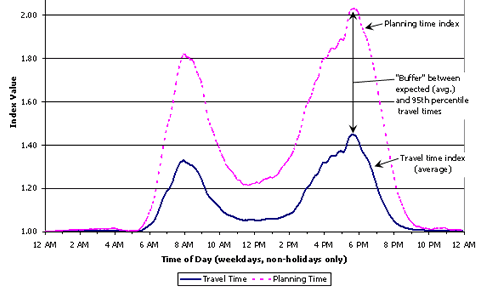 2.00
Planning time index
1.80
"Buffer" between
expected (avg.)
and 95th percentile
travel times
1.60
Index Value
1.40
Travel time index
(average)
1.20
1.00
12 AM 2 AM 4 AM 6 AM 8 AM 10 AM 12 PM 2 PM 4 PM 6 PM 8 PM 10 PM 12 AM
Time of Day (weekdays, non-holidays only)
Travel Time Planning Time